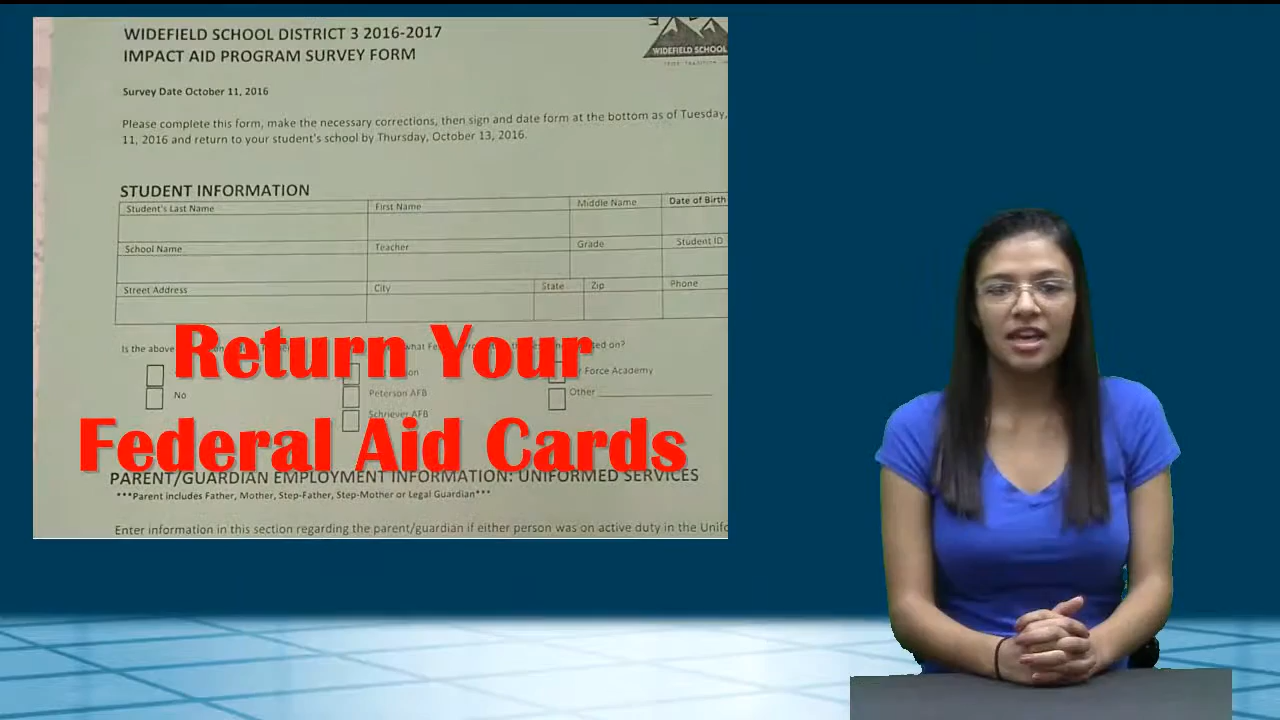 WIDEFIELD SCHOOL DISTRICT 3 2016-2017
IMPACT AID PROGRAM SURVEY FORM
WIDEFIELD SCHOOL
Survey Date October 11, 2016
Please complete this form, make the necessary corrections, then sign and date form at the bottom as of Tuesday,
11, 2016 and return to your student's school by Thursday, October 13, 2016.
STUDENT INFORMATION
Student's Last Name First Name Middle Name Date of Birth
School Name Teacher Grade Student ID
Street Address City State Zip Phone
Is the above
on?
Return Your
Force Academy
No Peterson AFB Other
Schriever AFB
Federal Aid Cards
PARENT/GUARDIAN EMPLOYMENT INFORMATION: UNIFORMED SERVICES
***Parent includes Father, Mother, Step-Father, Step-Mother or Legal Guardian***
Enter information in this section regarding the parent/guardian if either person was on active duty in the